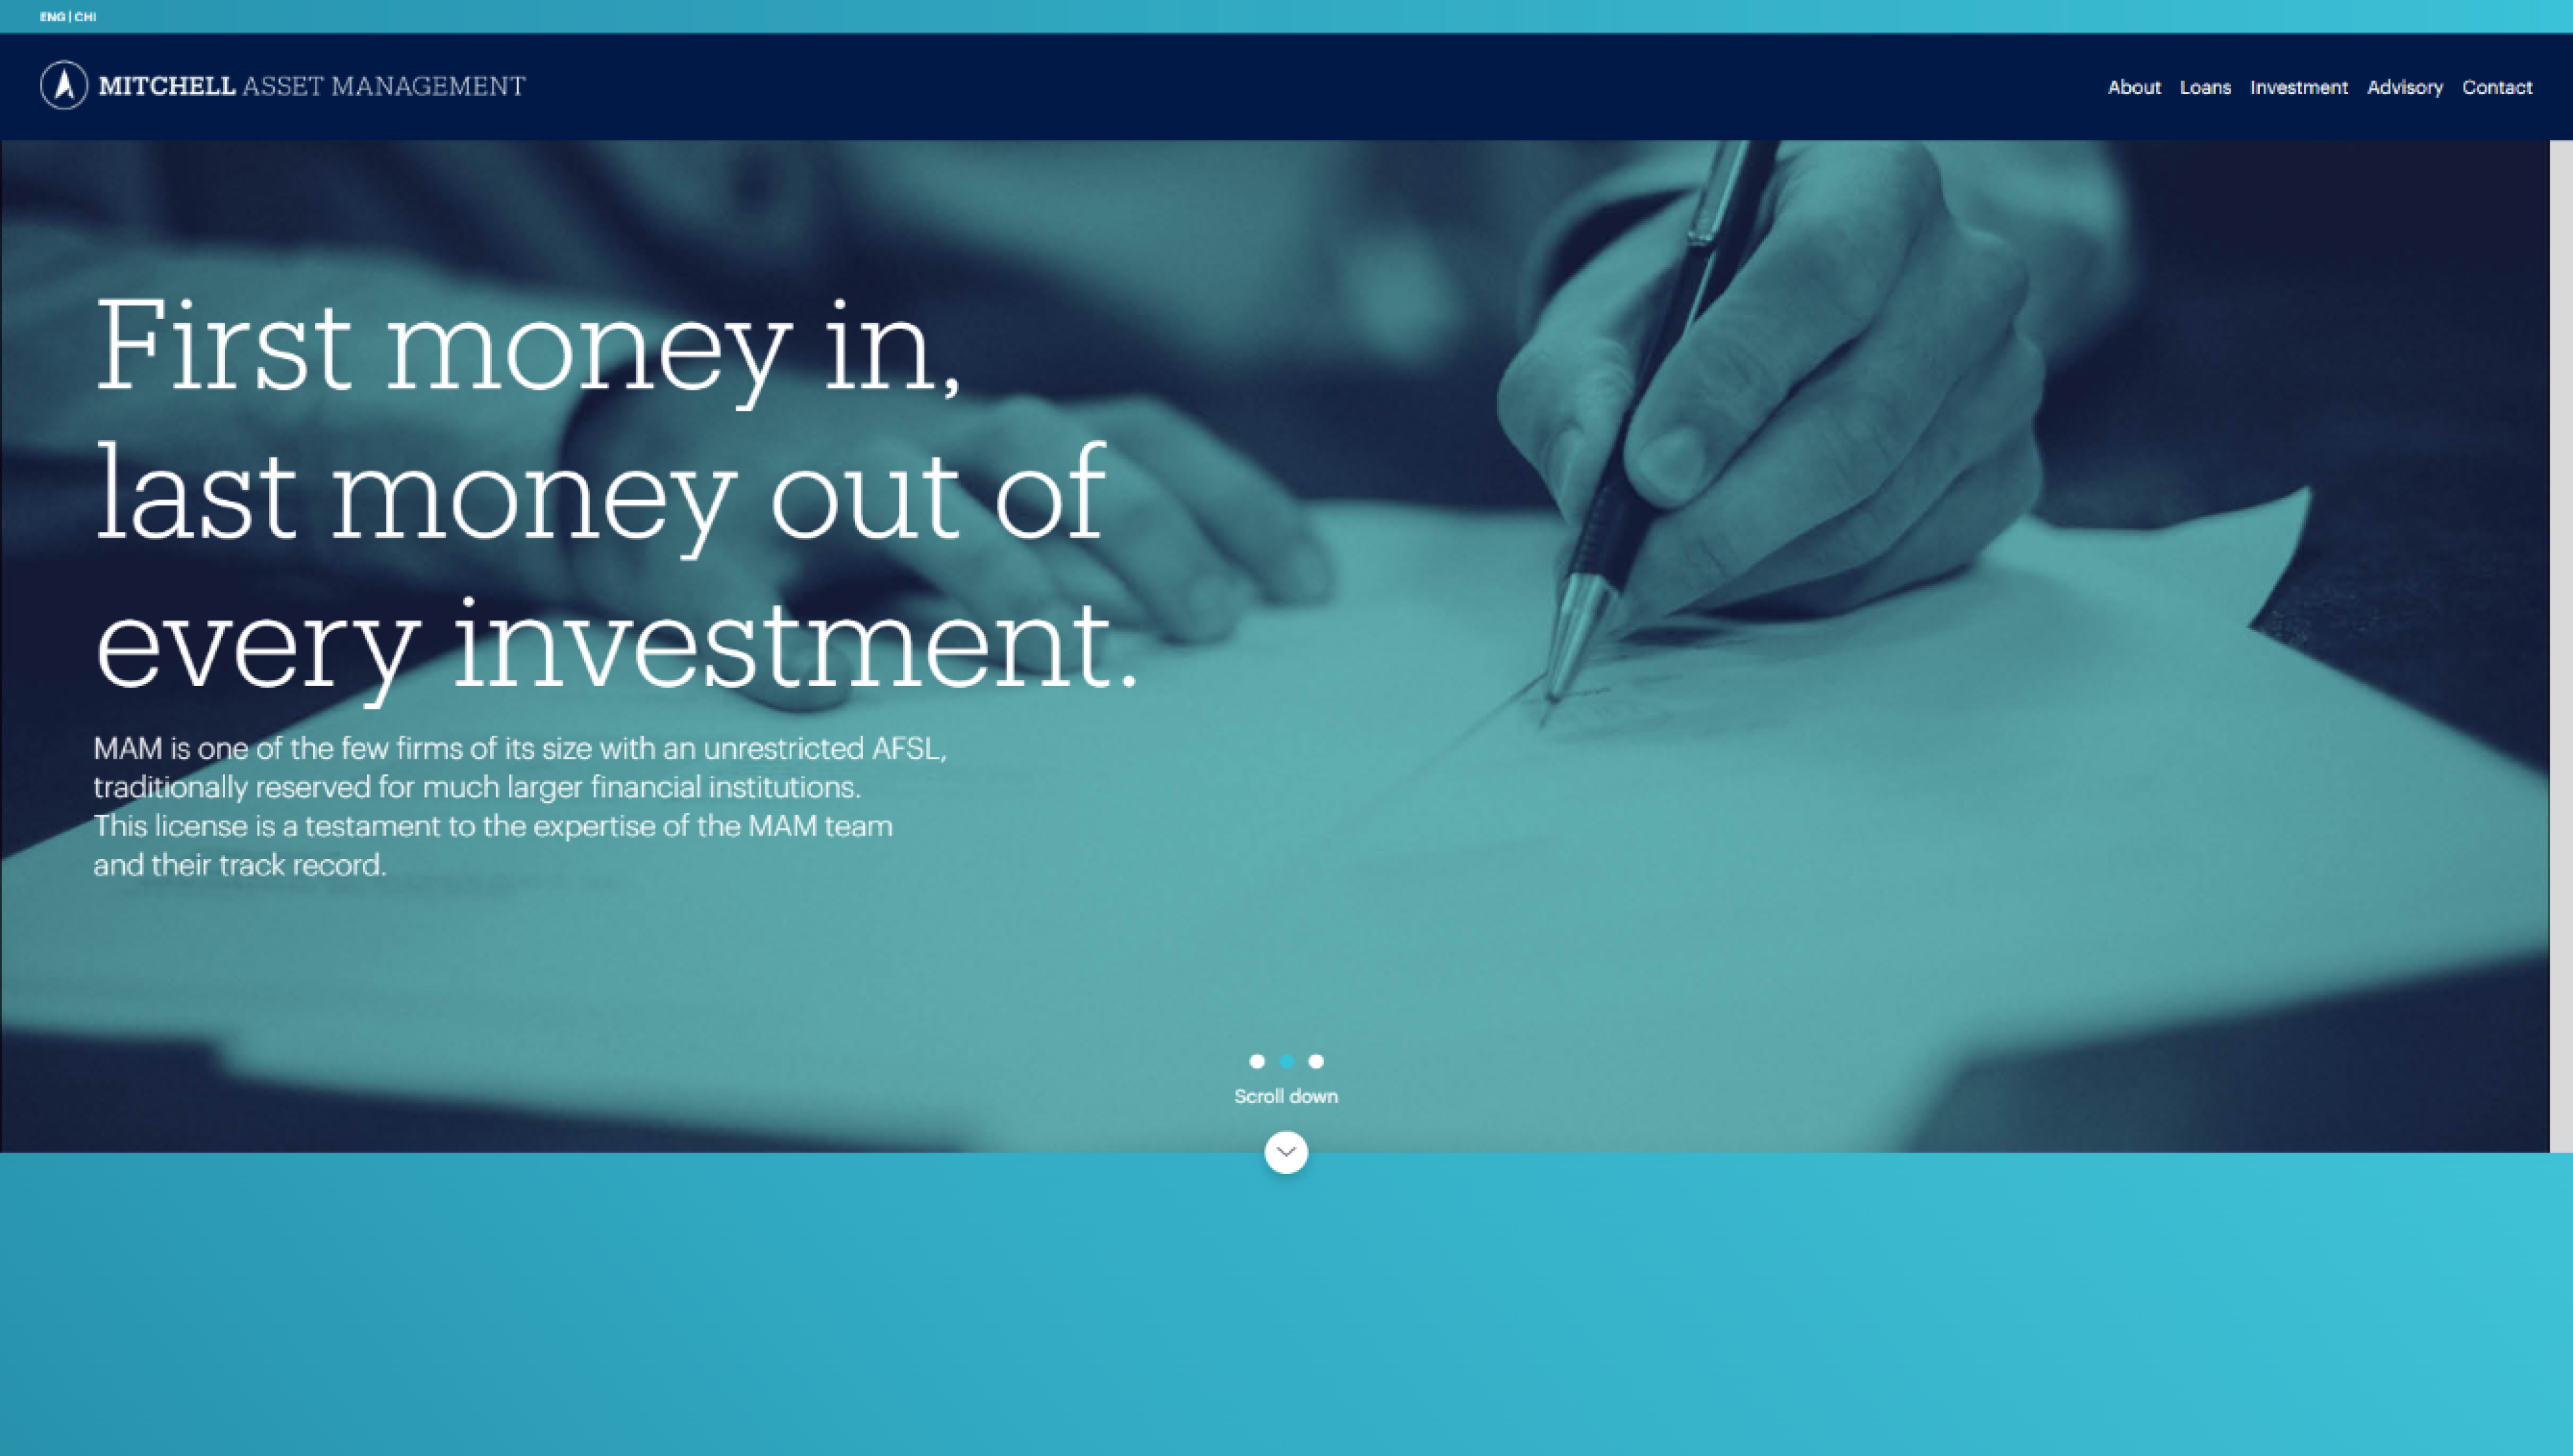 ENG | CHI
MITCHELL ASSET MANAGEMENT
About Loans Investment Advisory Contact
First money in,
last money out of
every investment.
MAM is one of the few firms of its size with an unrestricted AFSL,
traditionally reserved for much larger financial institutions.
This license is a testament to the expertise of the MAM team
and their track record.
Scroll down